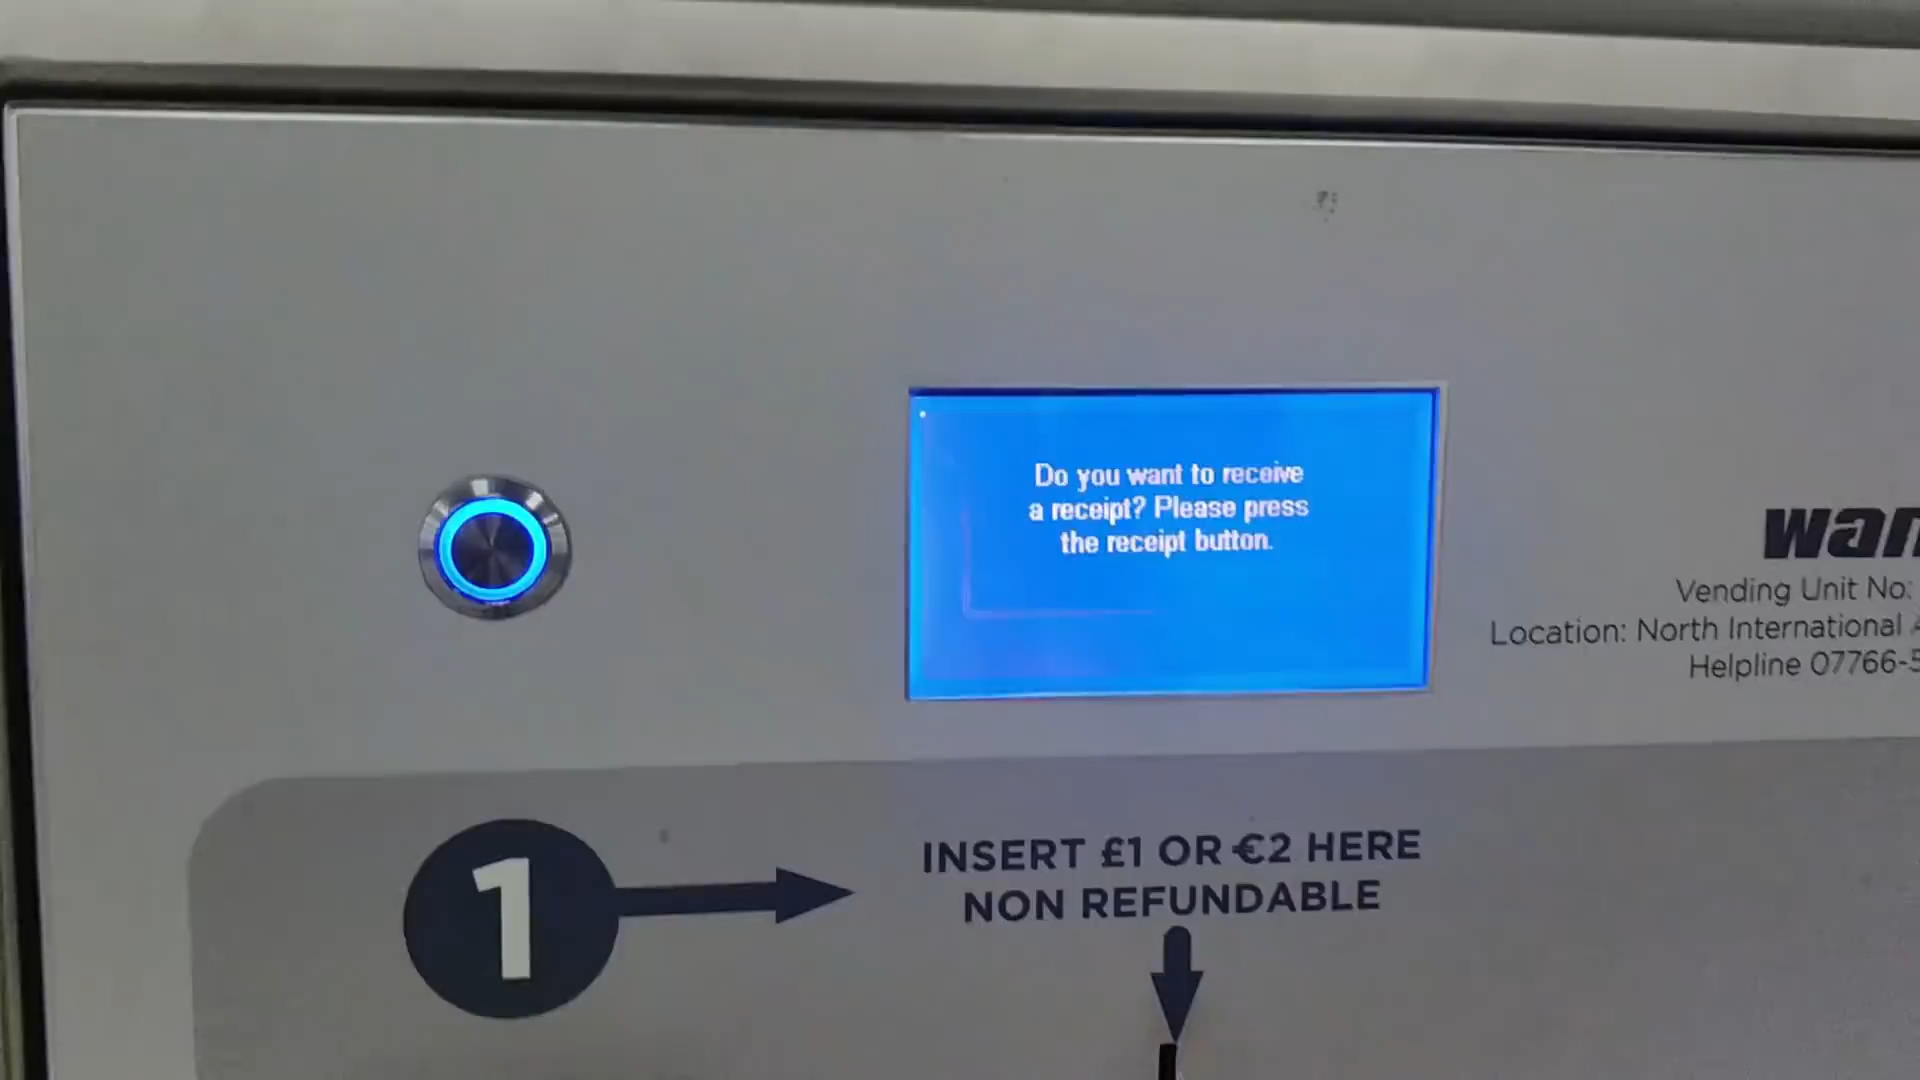 Do you want to receive
a receipt? Please press
the receipt button.
Vending Unit No:
Location: North International
Helpline 07766-5
1
INSERT £1 OR €2 HERE
NON REFUNDABLE